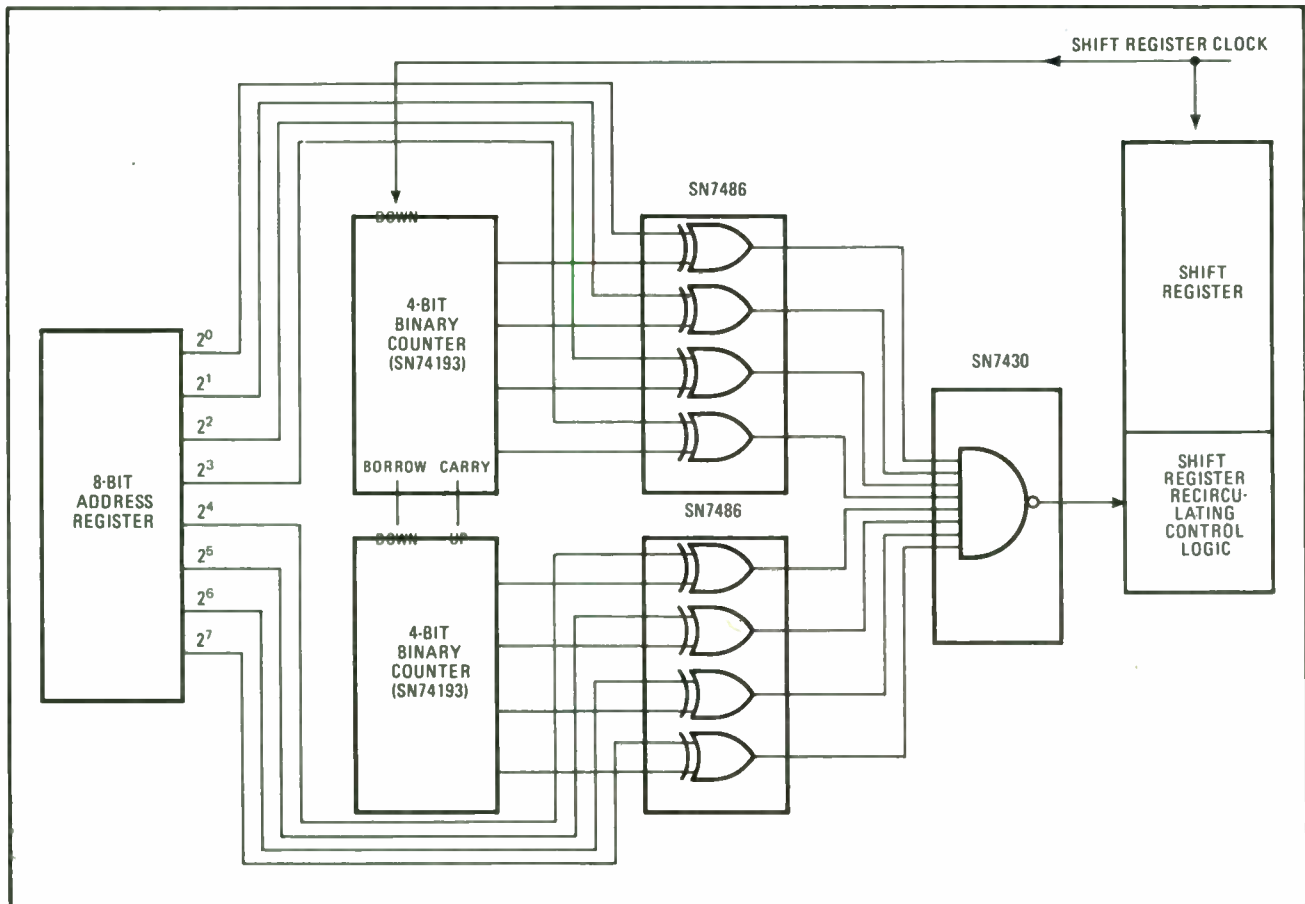 SHIFT REGISTER CLOCK
SN7486
DOWN
4-BIT
BINARY
COUNTER
(SN74193)
BORROW CARRY
SHIFT
REGISTER
SN7430
8-BIT
ADDRESS
REGISTER
2⁰
2¹
2²
2³
2⁴
2⁵
2⁶
2⁷
SN7486
DOWN UP
4-BIT
BINARY
COUNTER
(SN74193)
SHIFT
REGISTER
RECIRCU-
LATING
CONTROL
LOGIC